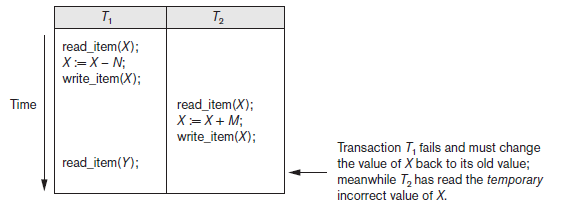 T1
T2
read_item(X);
X := X – N;
write_item(X);
Time
read_item(X);
X := X + M;
write_item(X);
read_item(Y);
Transaction T1 fails and must change
the value of X back to its old value;
meanwhile T2 has read the temporary
incorrect value of X.